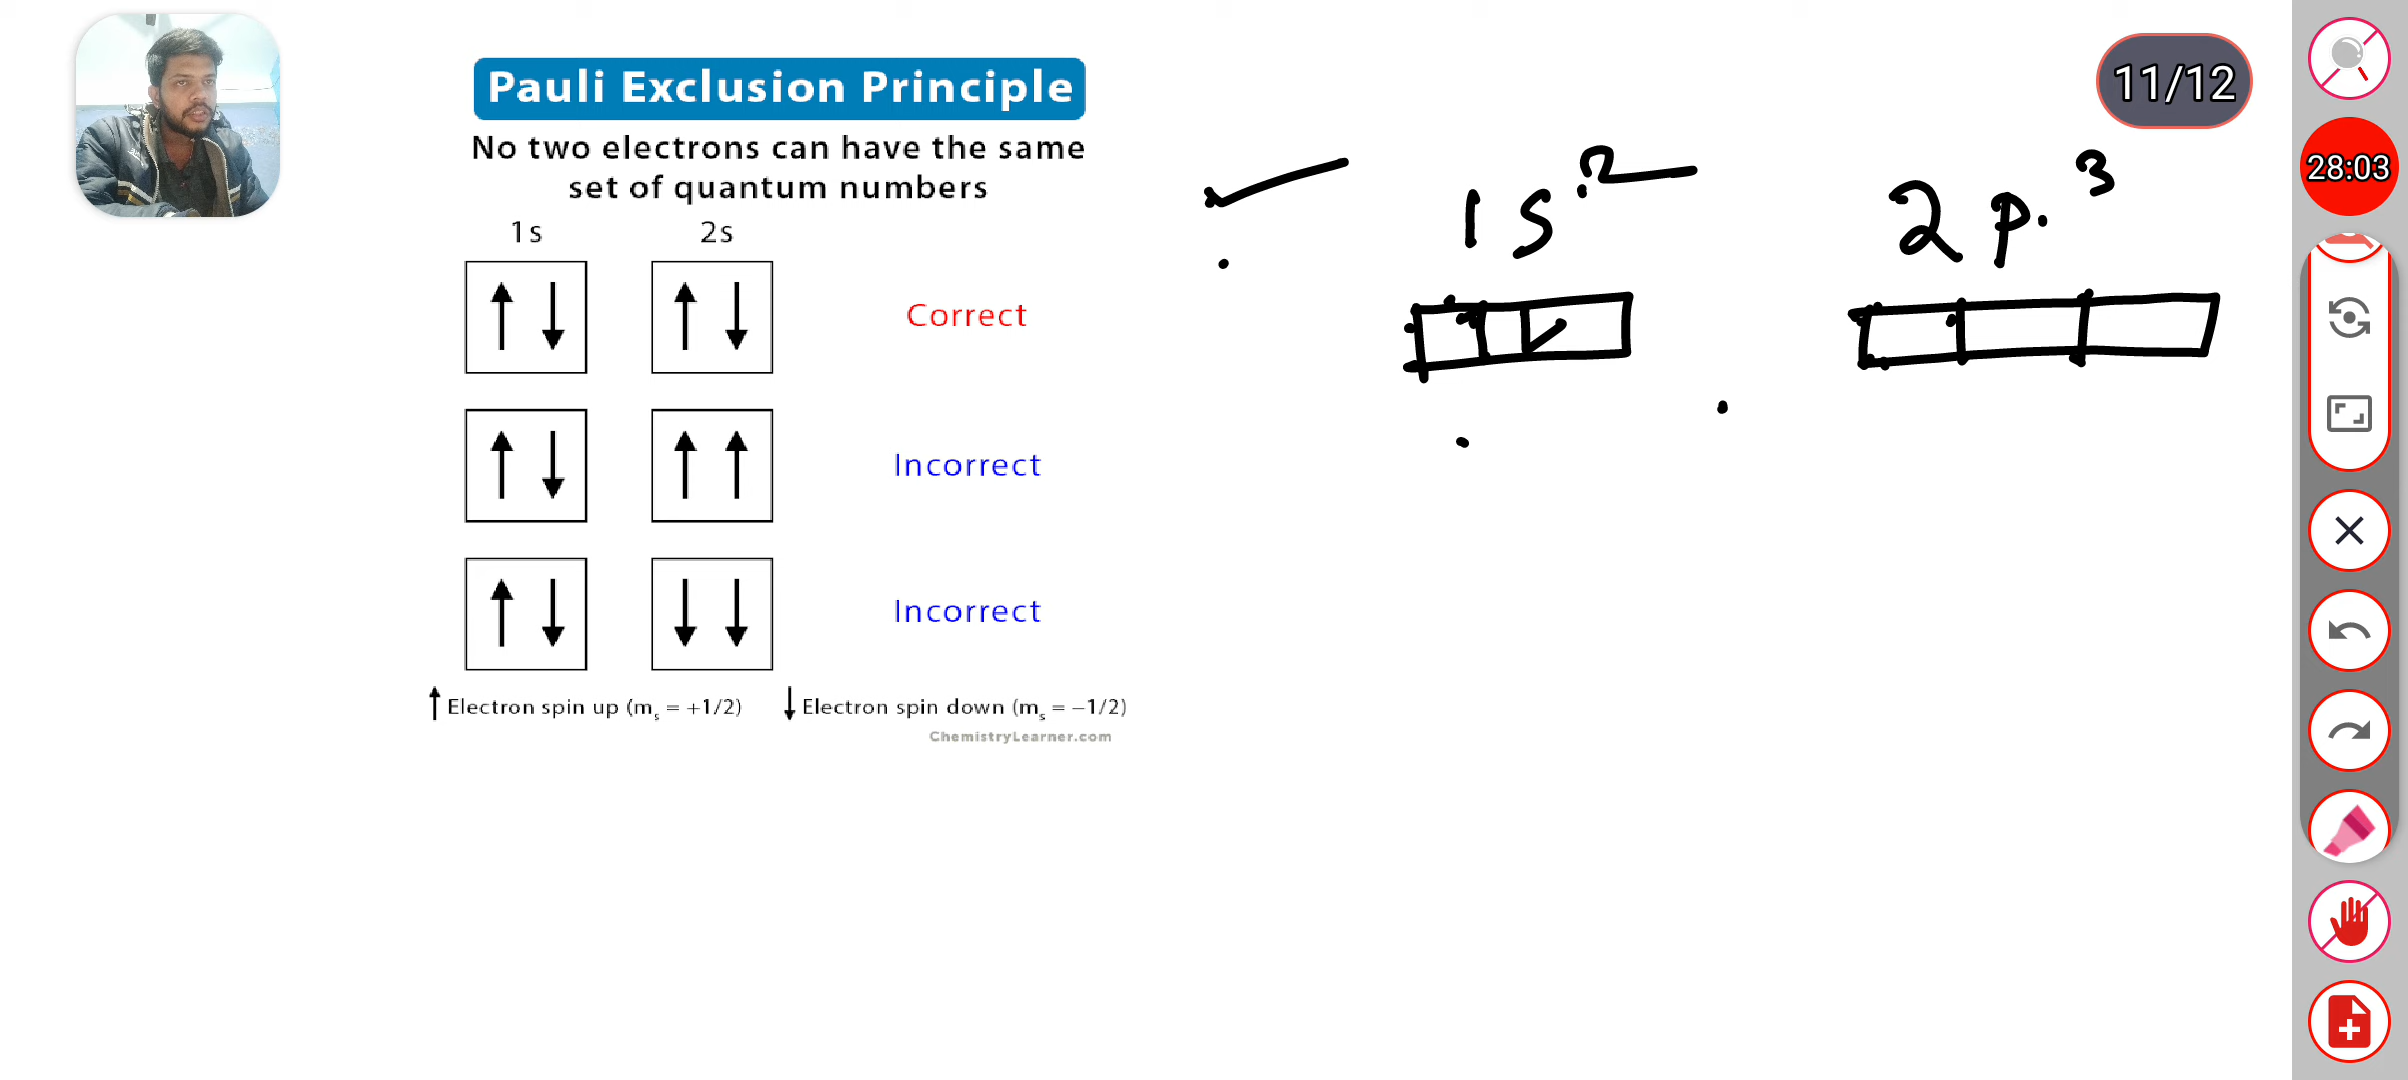 Pauli Exclusion Principle
No two electrons can have the same
set of quantum numbers
1s 2s
Correct
Incorrect
Incorrect
↑ Electron spin up (mₛ = +1/2) ↓ Electron spin down (mₛ = −1/2)
ChemistryLearner.com
1s² 2p³
11/12
28:03